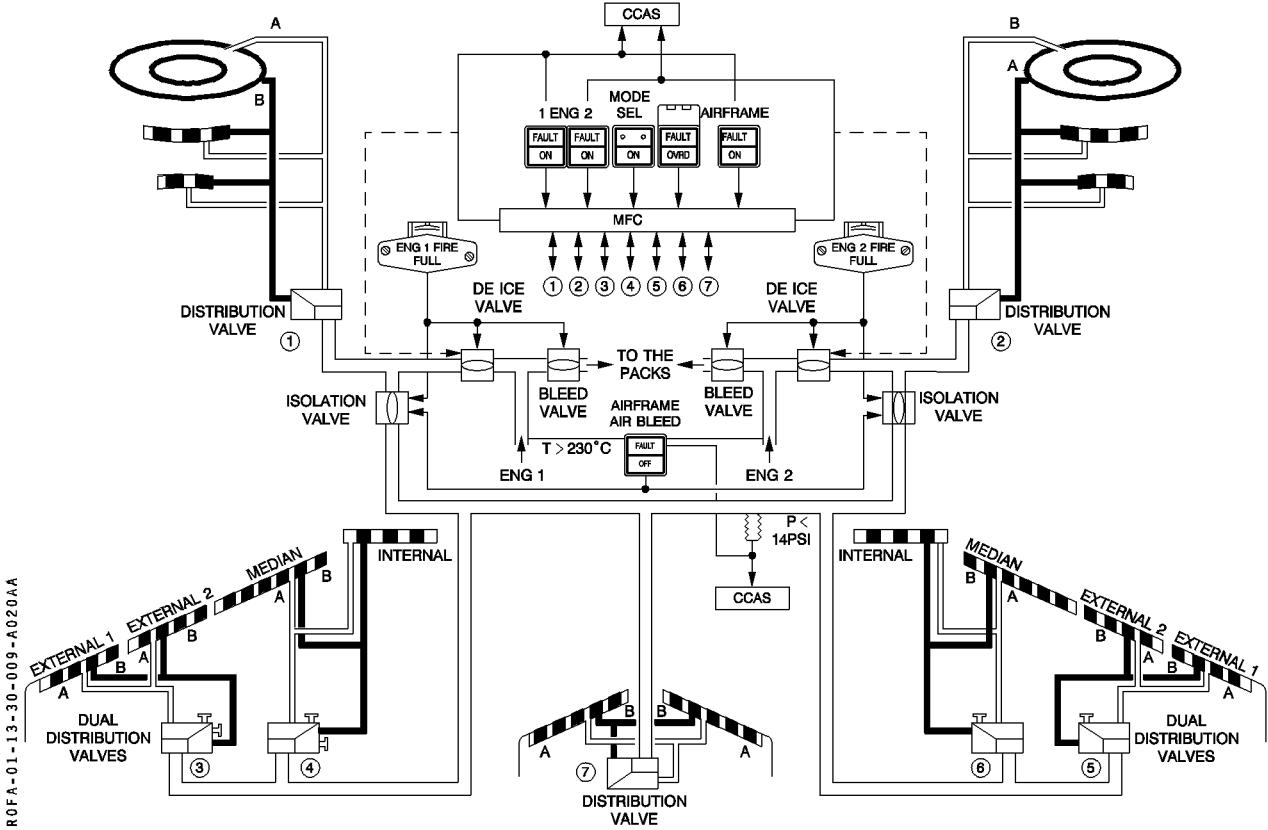 CCAS
A
B
B
A
1 ENG 2
MODE SEL
AIRFRAME
FAULT
ON
FAULT
ON
ON
FAULT
OVRD
FAULT
ON
MFC
ENG 1 FIRE
FULL
ENG 2 FIRE
FULL
1 2 3 4 5 6 7
DE ICE
VALVE
DE ICE
VALVE
DISTRIBUTION
VALVE
1
DISTRIBUTION
VALVE
2
TO THE
PACKS
ISOLATION
VALVE
BLEED
VALVE
AIRFRAME
AIR BLEED
BLEED
VALVE
ISOLATION
VALVE
T > 230°C
FAULT
OFF
ENG 1
ENG 2
P <
14PSI
CCAS
INTERNAL
MEDIAN
A
B
EXTERNAL 2
A
B
EXTERNAL 1
A
B
INTERNAL
MEDIAN
B
A
EXTERNAL 2
B
A
EXTERNAL 1
B
A
DUAL
DISTRIBUTION
VALVES
3
4
A
B
B
A
7
DISTRIBUTION
VALVE
6
5
DUAL
DISTRIBUTION
VALVES
R0FA-01-13-30-009-A020AA